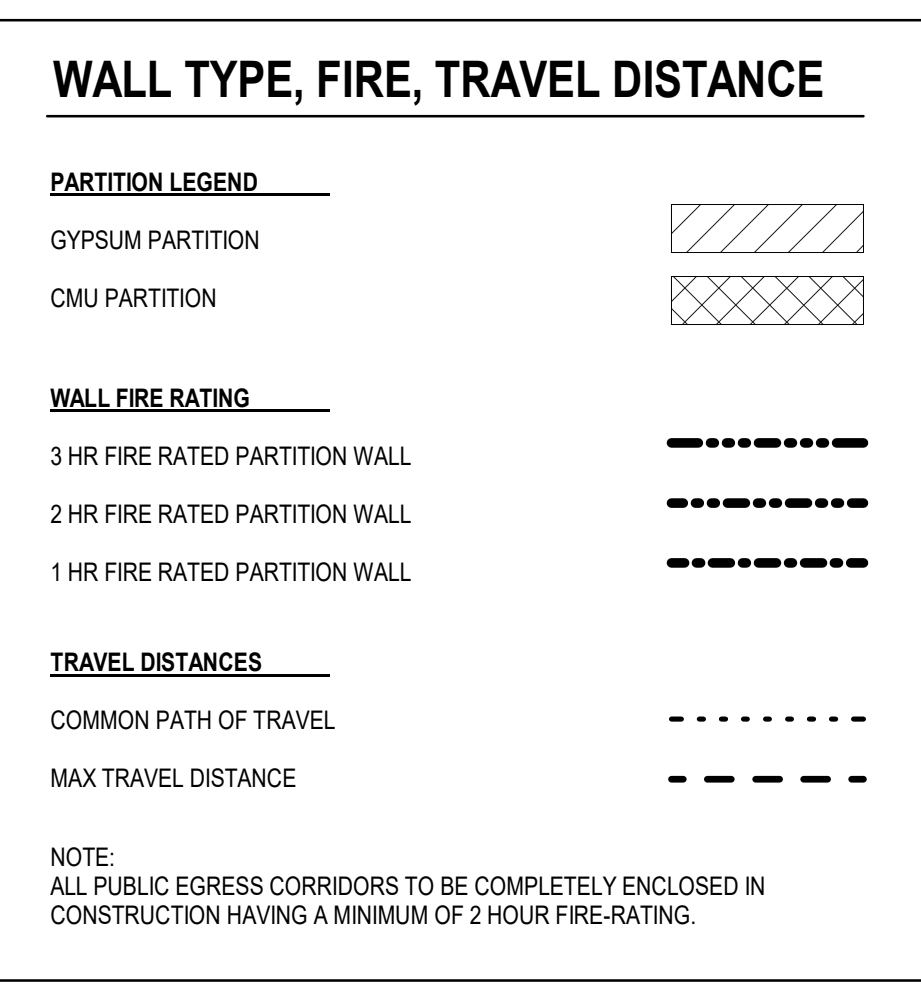 WALL TYPE, FIRE, TRAVEL DISTANCE
PARTITION LEGEND
GYPSUM PARTITION
CMU PARTITION
WALL FIRE RATING
3 HR FIRE RATED PARTITION WALL
2 HR FIRE RATED PARTITION WALL
1 HR FIRE RATED PARTITION WALL
TRAVEL DISTANCES
COMMON PATH OF TRAVEL
MAX TRAVEL DISTANCE
NOTE:
ALL PUBLIC EGRESS CORRIDORS TO BE COMPLETELY ENCLOSED IN
CONSTRUCTION HAVING A MINIMUM OF 2 HOUR FIRE-RATING.